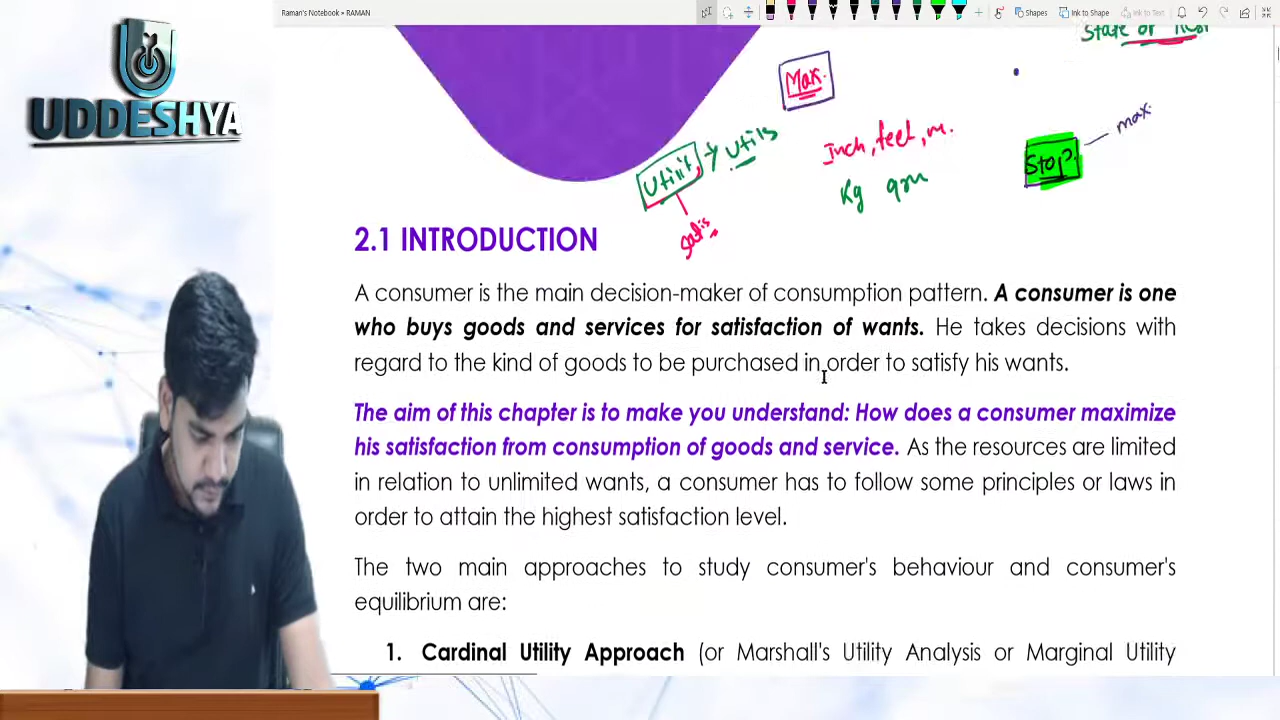 Raman's Notebook » RAMAN
Shapes
Ink to Shape
Ink to Text
UDDESHYA
State of
Max.
max.
Utils
Inch, feet, m.
Stop?
Kg gm
satis
2.1 INTRODUCTION
A consumer is the main decision-maker of consumption pattern. A consumer is one
who buys goods and services for satisfaction of wants. He takes decisions with
regard to the kind of goods to be purchased in order to satisfy his wants.
The aim of this chapter is to make you understand: How does a consumer maximize
his satisfaction from consumption of goods and service. As the resources are limited
in relation to unlimited wants, a consumer has to follow some principles or laws in
order to attain the highest satisfaction level.
The two main approaches to study consumer's behaviour and consumer's
equilibrium are:
1. Cardinal Utility Approach (or Marshall's Utility Analysis or Marginal Utility